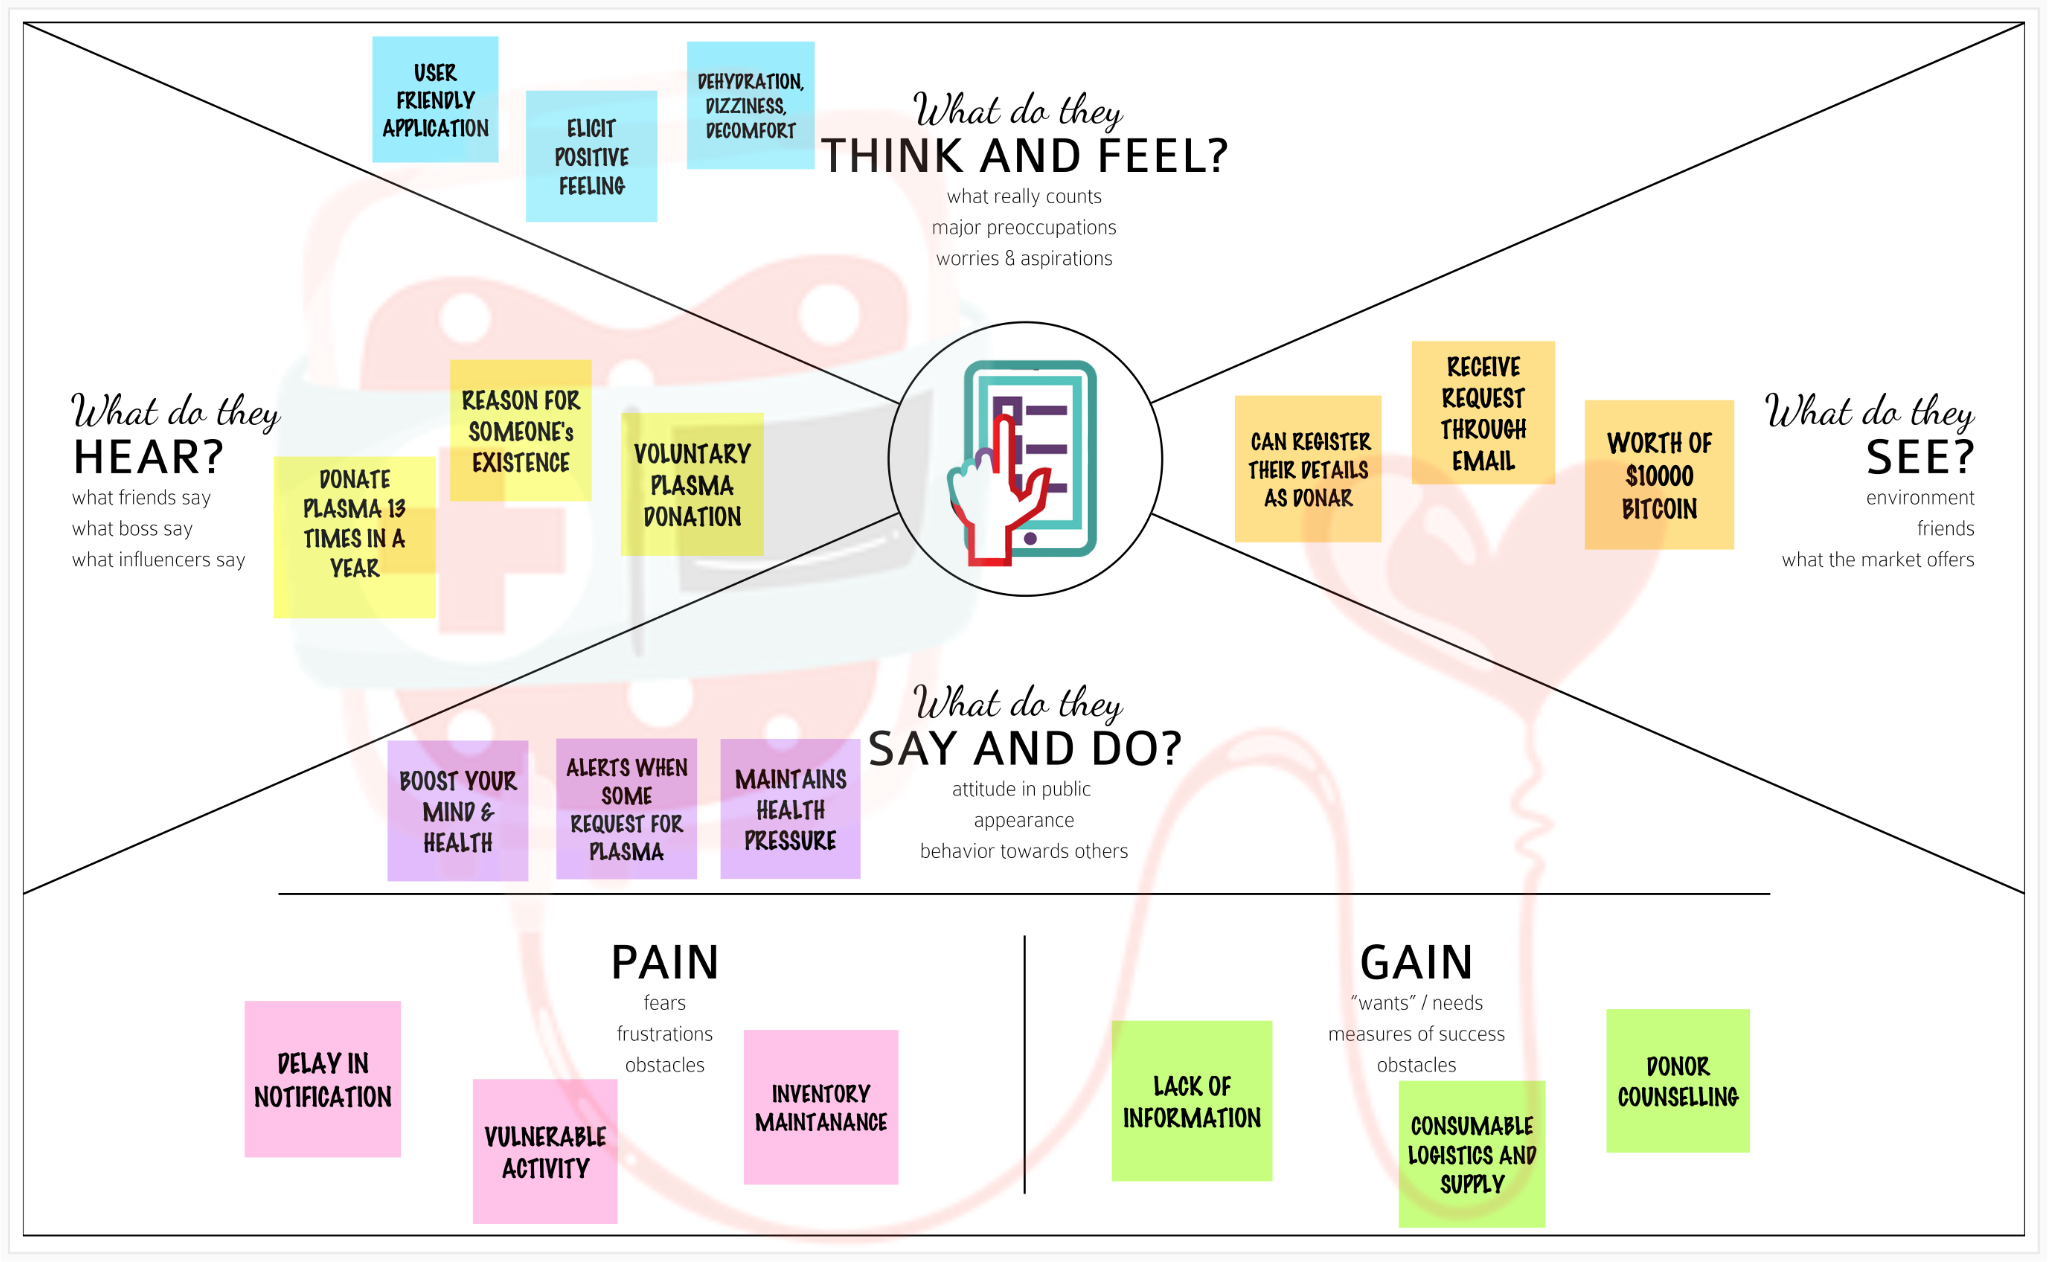 USER
FRIENDLY
APPLICATION
ELICIT
POSITIVE
FEELING
DEHYDRATION,
DIZZINESS,
DECOMFORT
What do they
THINK AND FEEL?
what really counts
major preoccupations
worries & aspirations
What do they
HEAR?
what friends say
what boss say
what influencers say
DONATE
PLASMA 13
TIMES IN A
YEAR
REASON FOR
SOMEONE's
EXISTENCE
VOLUNTARY
PLASMA
DONATION
CAN REGISTER
THEIR DETAILS
AS DONAR
RECEIVE
REQUEST
THROUGH
EMAIL
WORTH OF
$10000
BITCOIN
What do they
SEE?
environment
friends
what the market offers
BOOST YOUR
MIND &
HEALTH
ALERTS WHEN
SOME
REQUEST FOR
PLASMA
MAINTAINS
HEALTH
PRESSURE
What do they
SAY AND DO?
attitude in public
appearance
behavior towards others
PAIN
fears
frustrations
obstacles
DELAY IN
NOTIFICATION
VULNERABLE
ACTIVITY
INVENTORY
MAINTANANCE
GAIN
"wants" / needs
measures of success
obstacles
LACK OF
INFORMATION
CONSUMABLE
LOGISTICS AND
SUPPLY
DONOR
COUNSELLING